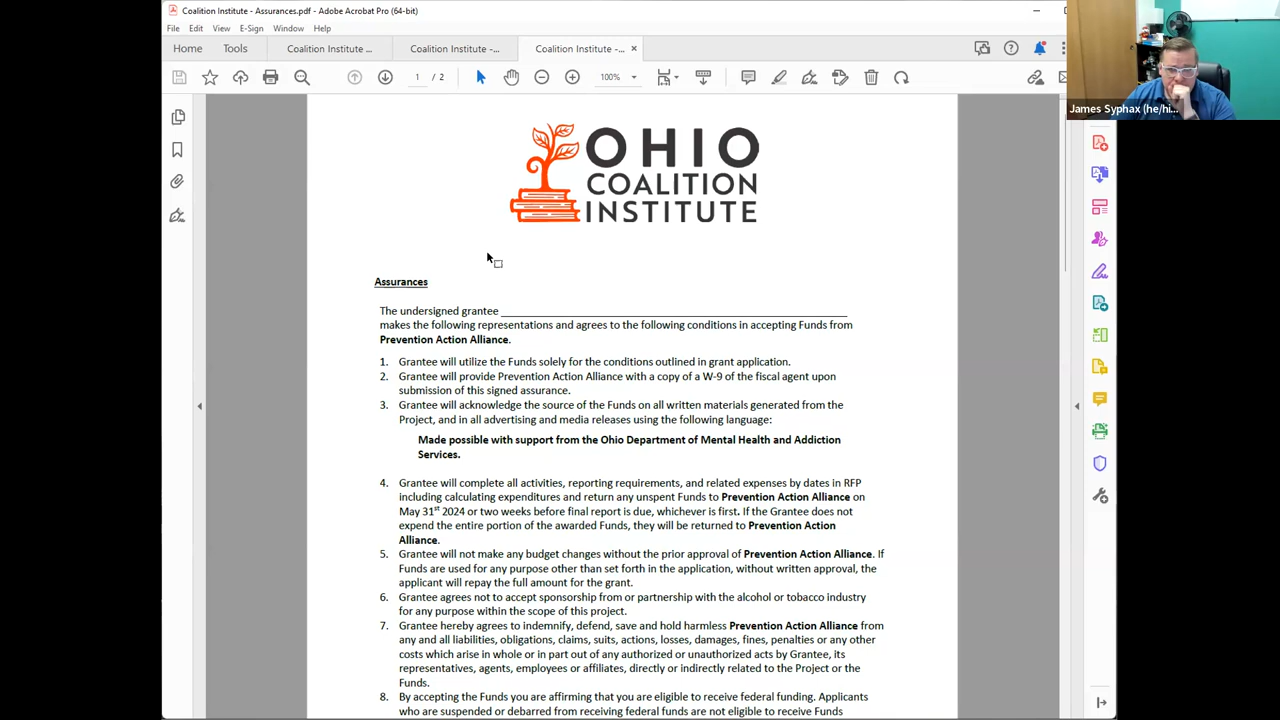 Coalition Institute - Assurances.pdf - Adobe Acrobat Pro (64-bit)
File Edit View E-Sign Window Help
Home Tools Coalition Institute ... Coalition Institute -... Coalition Institute -... ×
1 / 2 100%
James Syphax (he/hi...
OHIO
COALITION
INSTITUTE
Assurances
The undersigned grantee ______________________________
makes the following representations and agrees to the following conditions in accepting Funds from
Prevention Action Alliance.
1. Grantee will utilize the Funds solely for the conditions outlined in grant application.
2. Grantee will provide Prevention Action Alliance with a copy of a W-9 of the fiscal agent upon
submission of this signed assurance.
3. Grantee will acknowledge the source of the Funds on all written materials generated from the
Project, and in all advertising and media releases using the following language:
Made possible with support from the Ohio Department of Mental Health and Addiction
Services.
4. Grantee will complete all activities, reporting requirements, and related expenses by dates in RFP
including calculating expenditures and return any unspent Funds to Prevention Action Alliance on
May 31st 2024 or two weeks before final report is due, whichever is first. If the Grantee does not
expend the entire portion of the awarded Funds, they will be returned to Prevention Action
Alliance.
5. Grantee will not make any budget changes without the prior approval of Prevention Action Alliance. If
Funds are used for any purpose other than set forth in the application, without written approval, the
applicant will repay the full amount for the grant.
6. Grantee agrees not to accept sponsorship from or partnership with the alcohol or tobacco industry
for any purpose within the scope of this project.
7. Grantee hereby agrees to indemnify, defend, save and hold harmless Prevention Action Alliance from
any and all liabilities, obligations, claims, suits, actions, losses, damages, fines, penalties or any other
costs which arise in whole or in part out of any authorized or unauthorized acts by Grantee, its
representatives, agents, employees or affiliates, directly or indirectly related to the Project or the
Funds.
8. By accepting the Funds you are affirming that you are eligible to receive federal funding. Applicants
who are suspended or debarred from receiving federal funds are not eligible to receive Funds